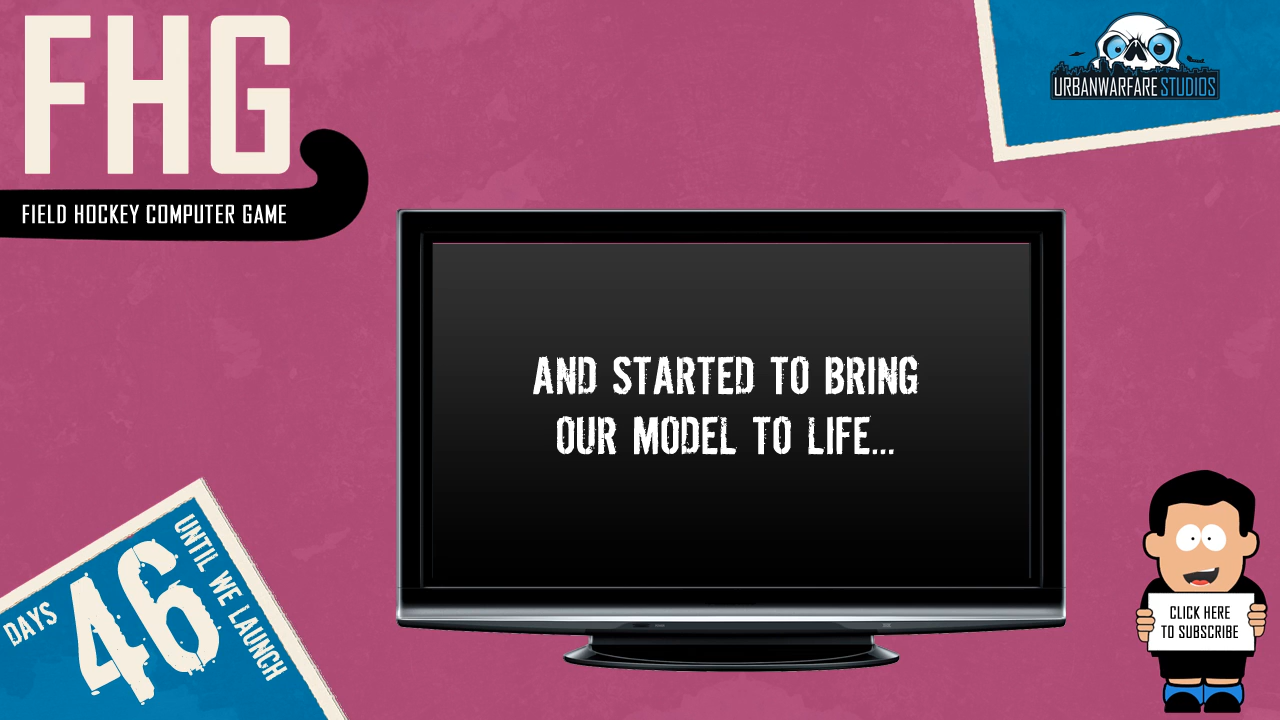 FHG
FIELD HOCKEY COMPUTER GAME
URBANWARFARE STUDIOS
AND STARTED TO BRING
OUR MODEL TO LIFE...
DAYS
46
UNTIL WE LAUNCH
CLICK HERE
TO SUBSCRIBE